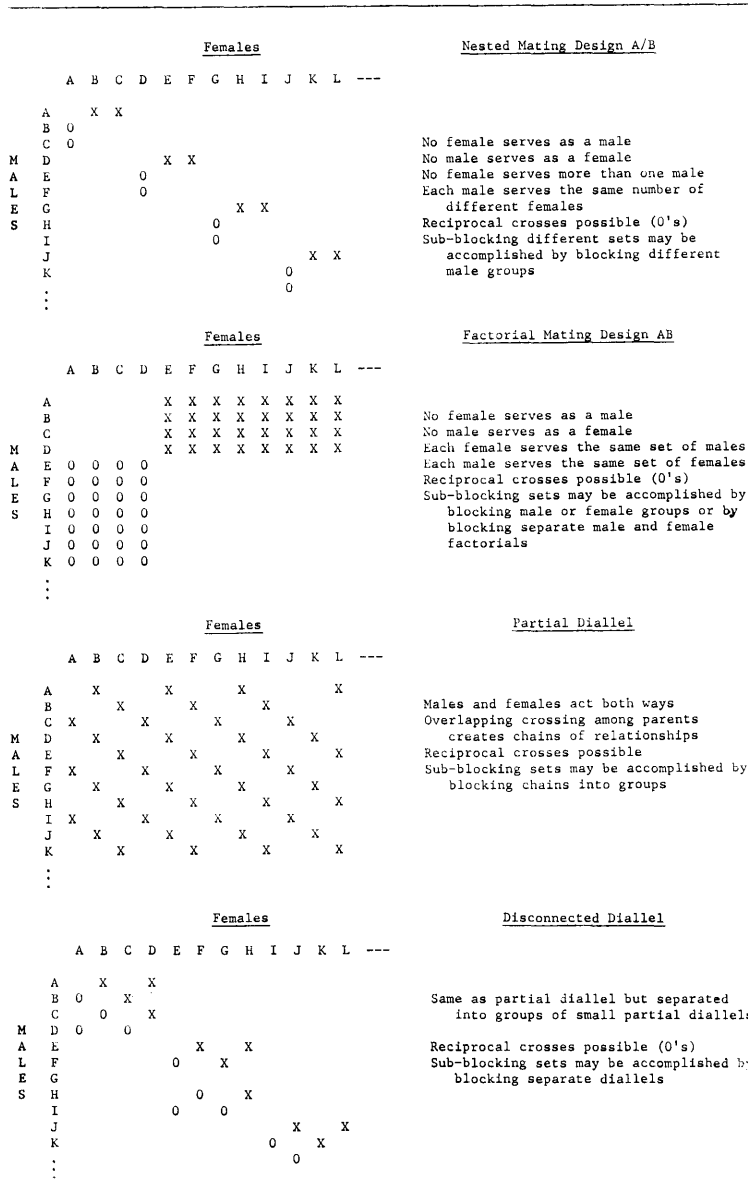 Females Nested Mating Design A/B
A B C D E F G H I J K L ---
A X X
B 0
C 0 No female serves as a male
M D X X No male serves as a female
A E 0 No female serves more than one male
L F 0 Each male serves the same number of
E G X X different females
S H 0 Reciprocal crosses possible (0's)
I 0 Sub-blocking different sets may be
J X X accomplished by blocking different
K 0 male groups
. 0
:
Females Factorial Mating Design AB
A B C D E F G H I J K L ---
A X X X X X X X X
B X X X X X X X X No female serves as a male
C X X X X X X X X No male serves as a female
M D X X X X X X X X Each female serves the same set of males
A E 0 0 0 0 Each male serves the same set of females
L F 0 0 0 0 Reciprocal crosses possible (0's)
E G 0 0 0 0 Sub-blocking sets may be accomplished by
S H 0 0 0 0 blocking male or female groups or by
I 0 0 0 0 blocking separate male and female
J 0 0 0 0 factorials
K 0 0 0 0
:
Females Partial Diallel
A B C D E F G H I J K L ---
A X X X X
B X X X Males and females act both ways
C X X X X Overlapping crossing among parents
M D X X X X creates chains of relationships
A E X X X X Reciprocal crosses possible
L F X X X X Sub-blocking sets may be accomplished by
E G X X X X blocking chains into groups
S H X X X X
I X X X X
J X X X X
K X X X X
:
Females Disconnected Diallel
A B C D E F G H I J K L ---
A X X
B 0 X Same as partial diallel but separated
C 0 X into groups of small partial diallels
M D 0 0
A E X X Reciprocal crosses possible (0's)
L F 0 X Sub-blocking sets may be accomplished by
E G blocking separate diallels
S H 0 X
I 0 0
J X X
K 0 X
. 0
: